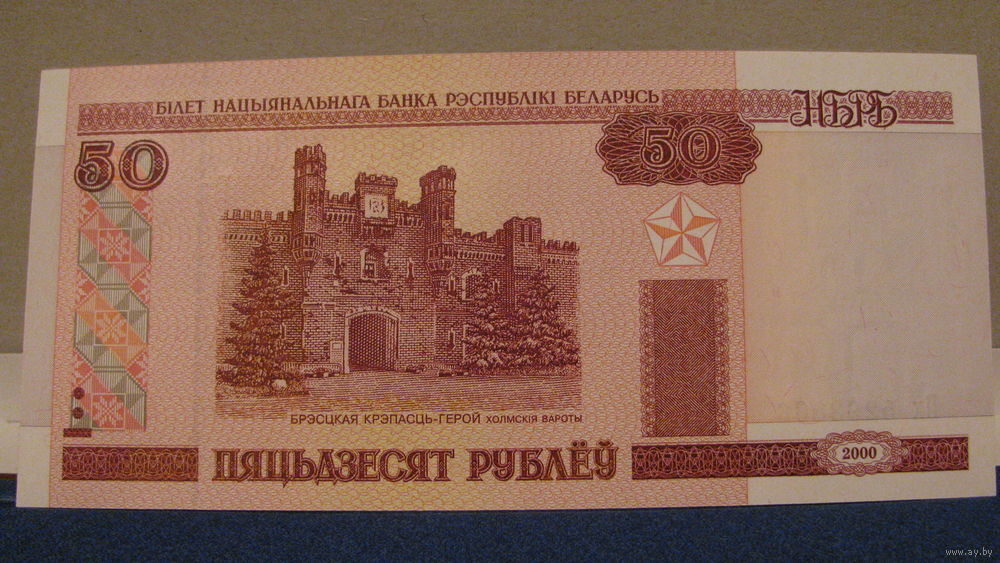 БІЛЕТ НАЦЫЯНАЛЬНАГА БАНКА РЭСПУБЛІКІ БЕЛАРУСЬ
НБРБ
50
50
БРЭСЦКАЯ КРЭПАСЦЬ-ГЕРОЙ ХОЛМСКІЯ ВАРОТЫ
ПЯЦЬДЗЕСЯТ РУБЛЁЎ
2000
www.ay.by